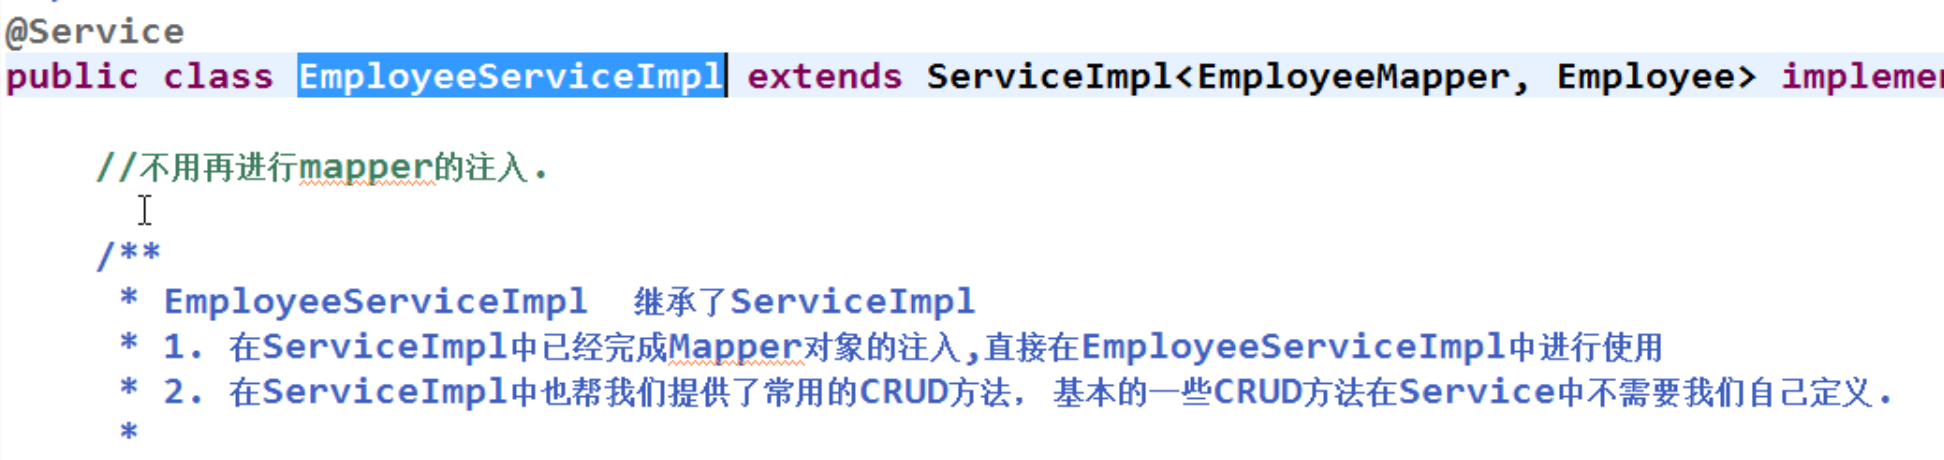 @Service
public class EmployeeServiceImpl extends ServiceImpl<EmployeeMapper, Employee> implemen
//不用再进行mapper的注入.
/**
* EmployeeServiceImpl 继承了ServiceImpl
* 1. 在ServiceImpl中已经完成Mapper对象的注入,直接在EmployeeServiceImpl中进行使用
* 2. 在ServiceImpl中也帮我们提供了常用的CRUD方法， 基本的一些CRUD方法在Service中不需要我们自己定义.
*